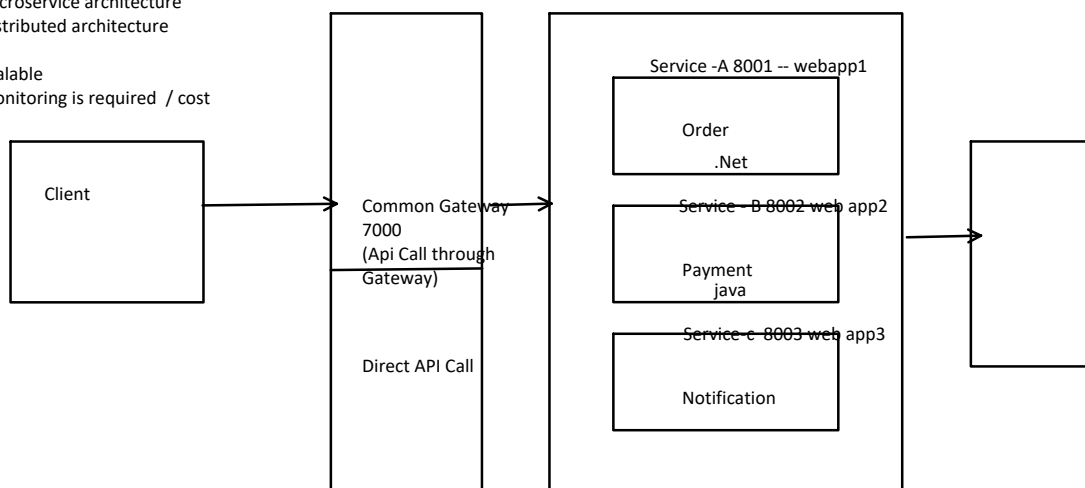 croservice architecture
stributed architecture
alable
onitoring is required / cost
Client
Common Gateway
7000
(Api Call through
Gateway)
Direct API Call
Service -A 8001 -- webapp1
Order
.Net
Service - B 8002 web app2
Payment
java
Service-c 8003 web app3
Notification